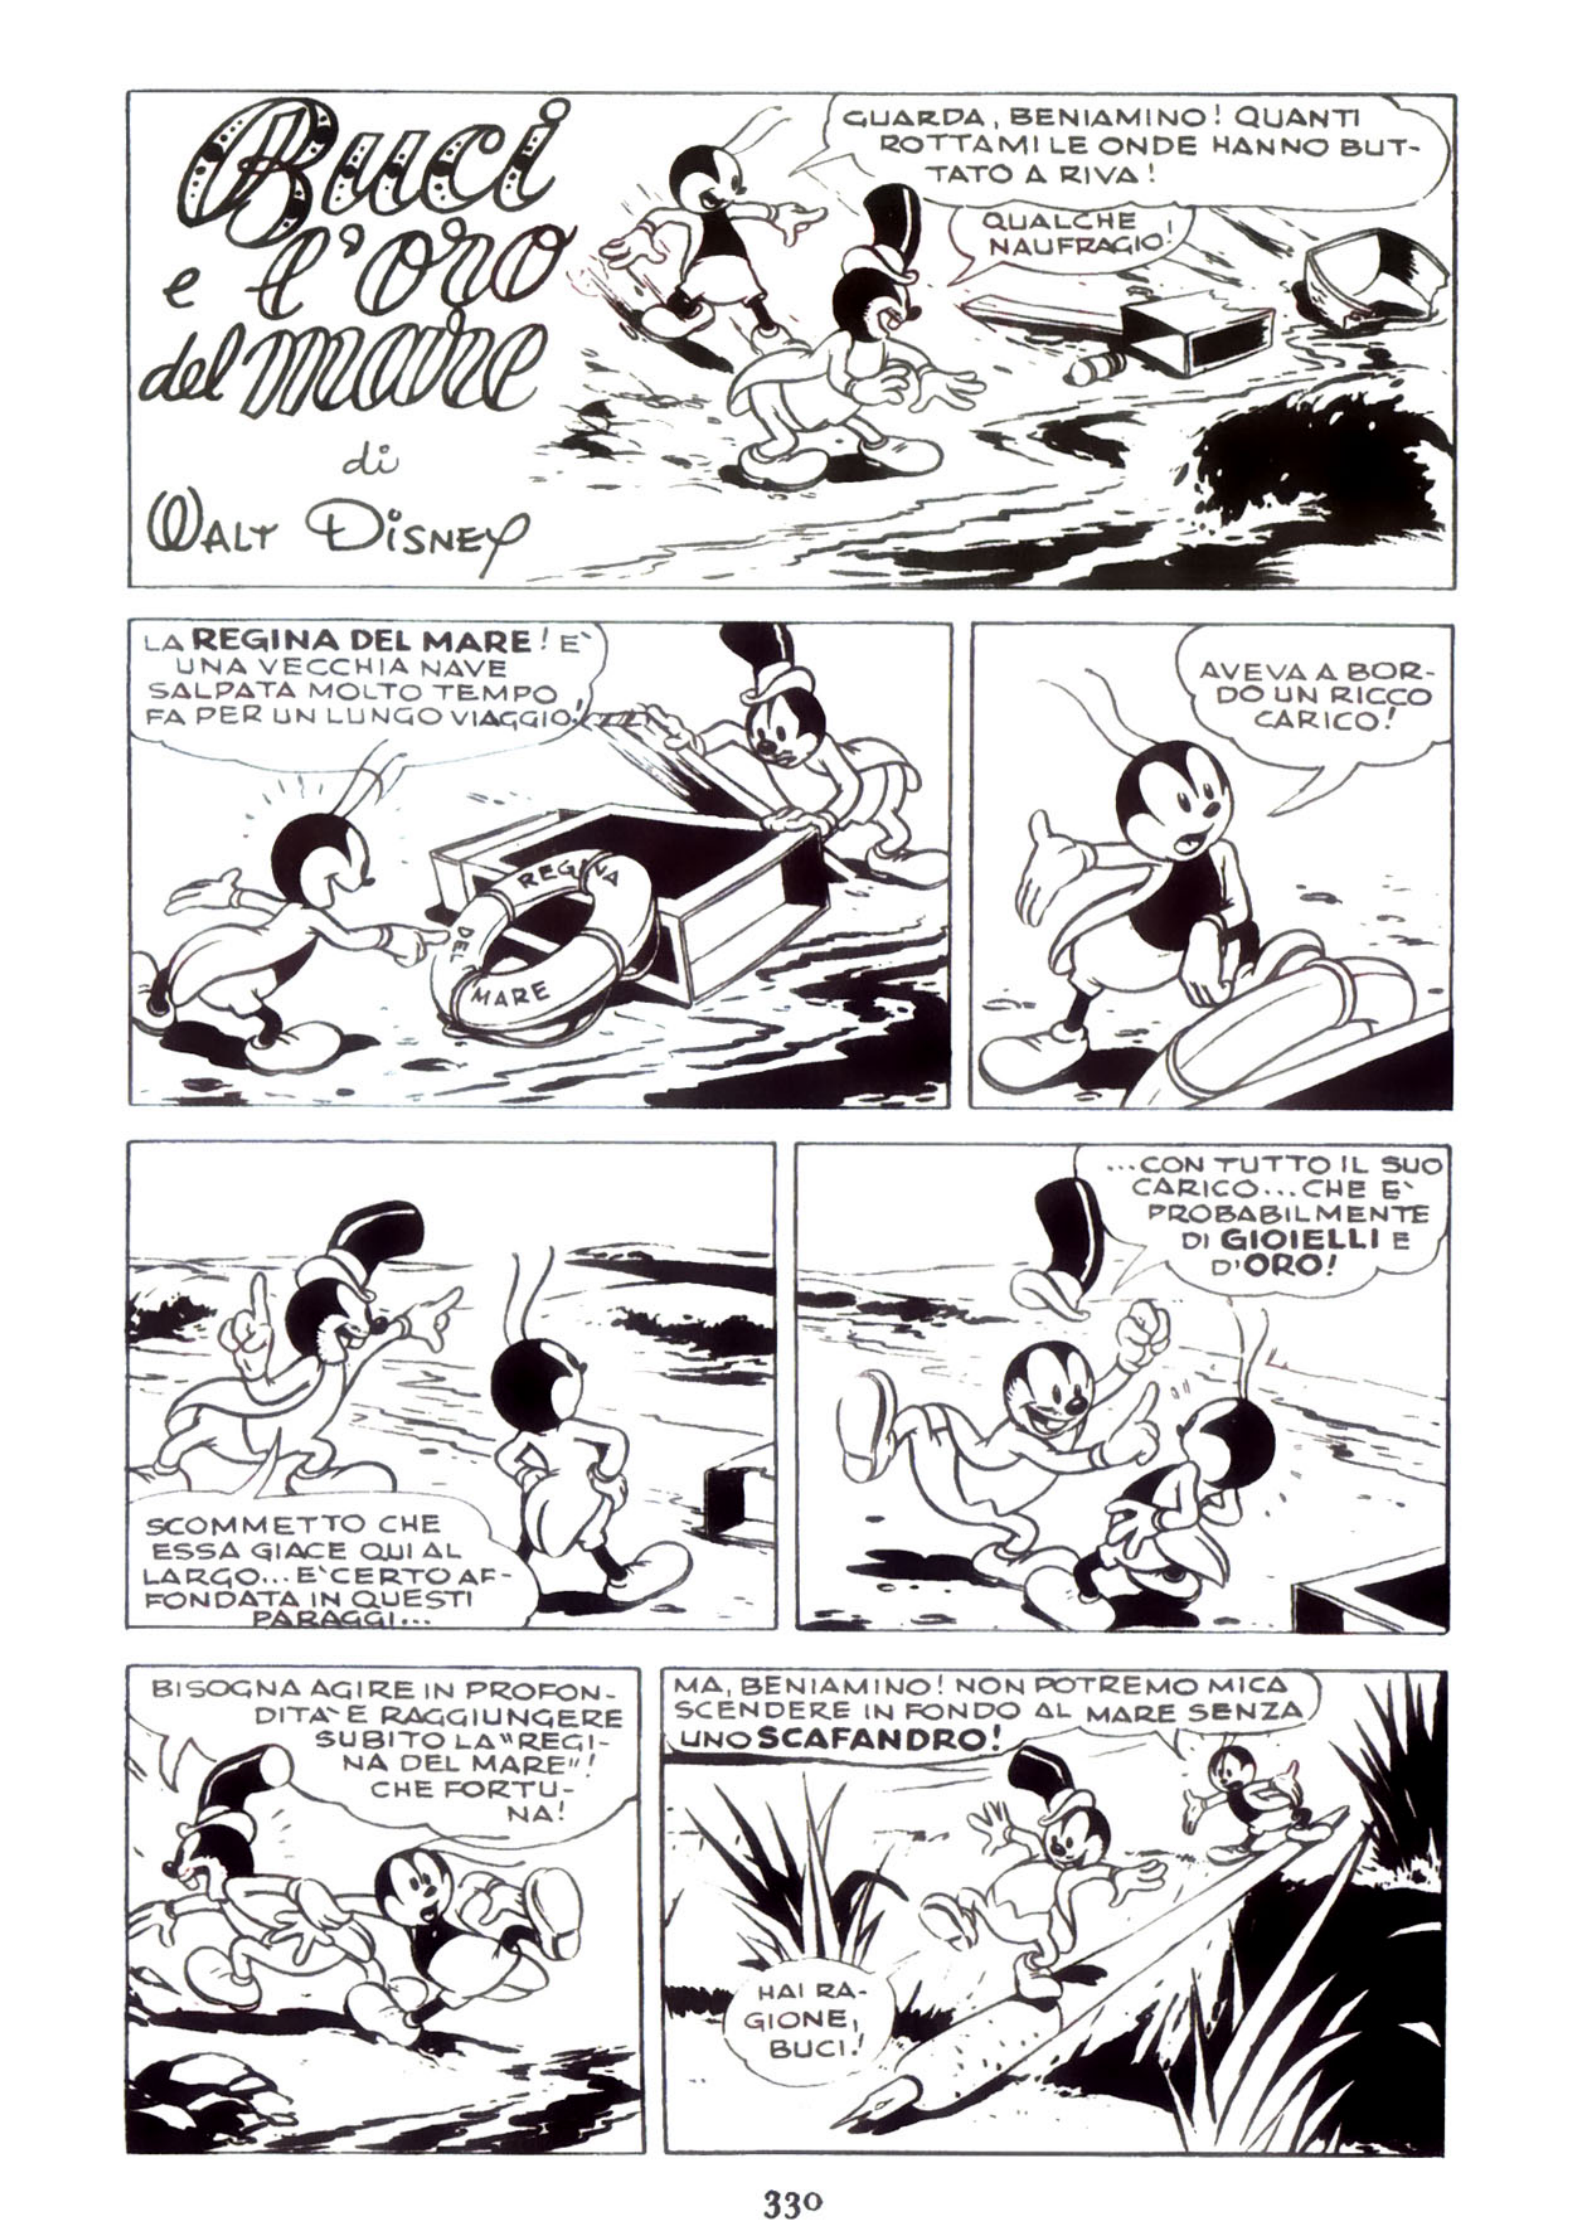 Buci
e l'oro
del mare
di
WALT DISNEY
GUARDA, BENIAMINO! QUANTI
ROTTAMI LE ONDE HANNO BUT-
TATO A RIVA!
QUALCHE
NAUFRAGIO!
LA REGINA DEL MARE! E`
UNA VECCHIA NAVE
SALPATA MOLTO TEMPO
FA PER UN LUNGO VIAGGIO!
REGINA
DEL
MARE
AVEVA A BOR-
DO UN RICCO
CARICO!
SCOMMETTO CHE
ESSA GIACE QUI AL
LARGO... E` CERTO AF-
FONDATA IN QUESTI
PARAGGI...
...CON TUTTO IL SUO
CARICO... CHE E`
PROBABILMENTE
DI GIOIELLI E
D'ORO!
BISOGNA AGIRE IN PROFON-
DITA` E RAGGIUNGERE
SUBITO LA "REGI-
NA DEL MARE"!
CHE FORTU-
NA!
MA, BENIAMINO! NON POTREMO MICA
SCENDERE IN FONDO AL MARE SENZA
UNO SCAFANDRO!
HAI RA-
GIONE,
BUCI!
330